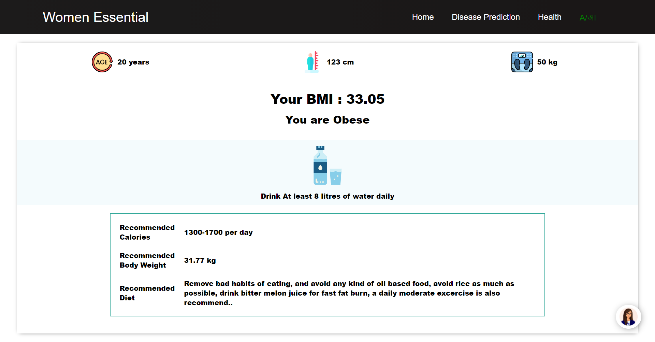 Women Essential
Home
Disease Prediction
Health
AGE
20 years
123 cm
50 kg
Your BMI : 33.05
You are Obese
Drink At least 8 litres of water daily
Recommended
Calories
1300-1700 per day
Recommended
Body Weight
31.77 kg
Recommended
Diet
Remove bad habits of eating, and avoid any kind of oil based food, avoid rice as much as
possible, drink bitter melon juice for fast fat burn, a daily moderate excercise is also
recommend..